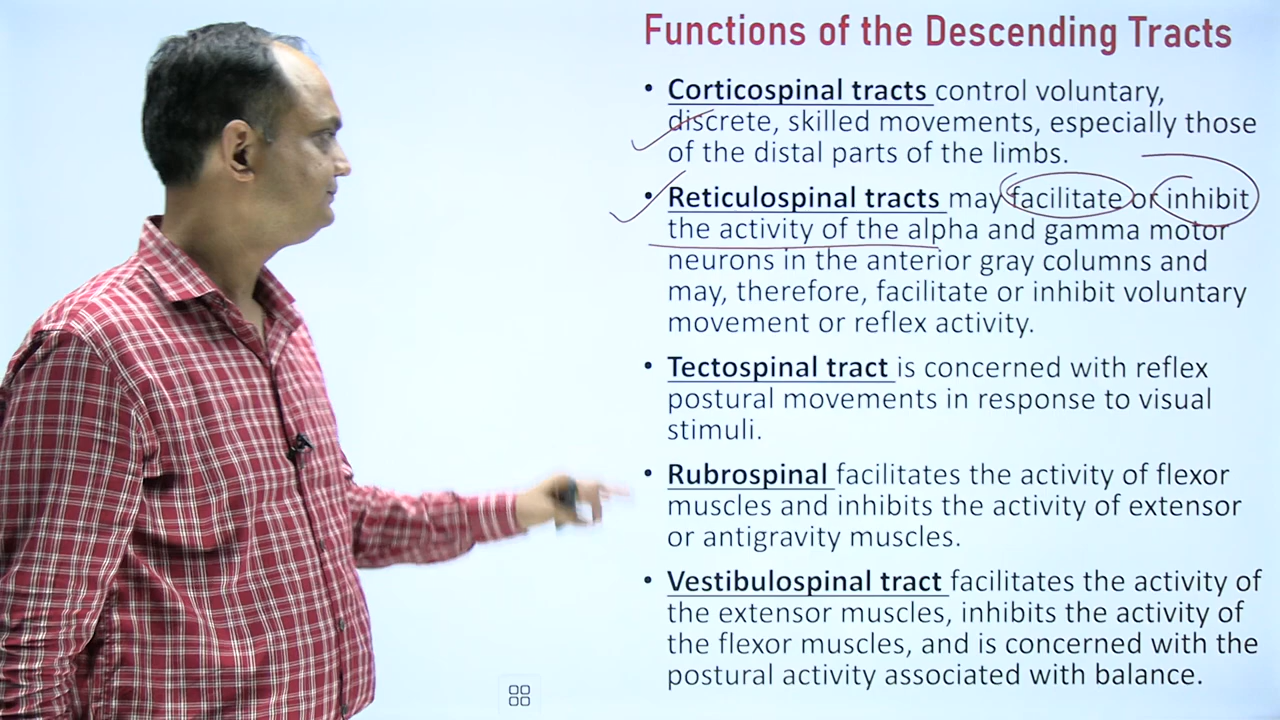 Functions of the Descending Tracts
• Corticospinal tracts control voluntary,
discrete, skilled movements, especially those
of the distal parts of the limbs.
• Reticulospinal tracts may facilitate or inhibit
the activity of the alpha and gamma motor
neurons in the anterior gray columns and
may, therefore, facilitate or inhibit voluntary
movement or reflex activity.
• Tectospinal tract is concerned with reflex
postural movements in response to visual
stimuli.
• Rubrospinal facilitates the activity of flexor
muscles and inhibits the activity of extensor
or antigravity muscles.
• Vestibulospinal tract facilitates the activity of
the extensor muscles, inhibits the activity of
the flexor muscles, and is concerned with the
postural activity associated with balance.